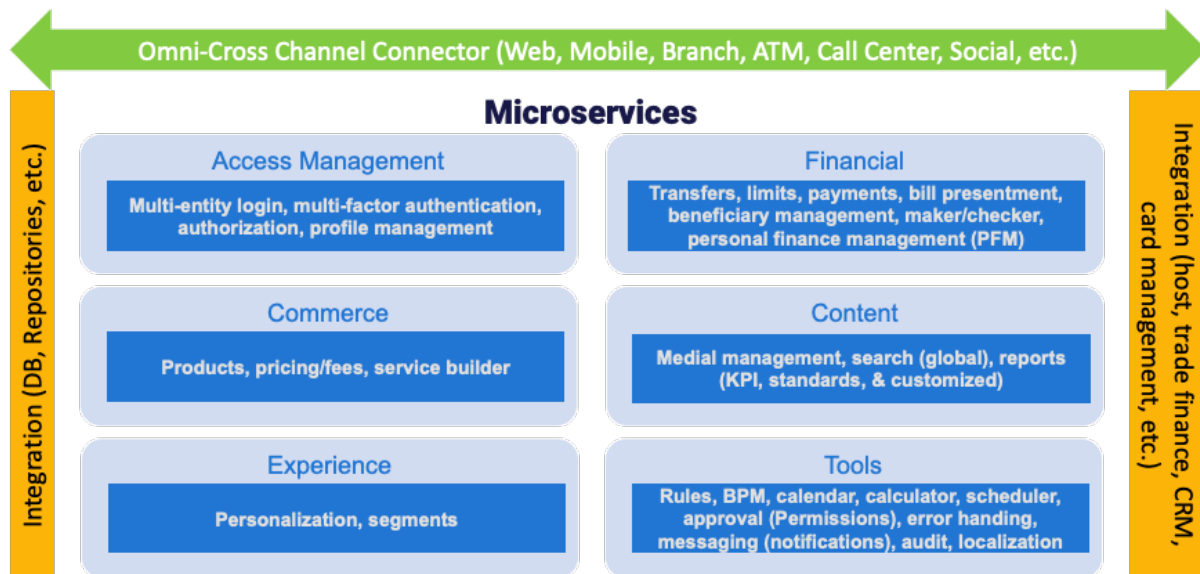 Omni-Cross Channel Connector (Web, Mobile, Branch, ATM, Call Center, Social, etc.)
Integration (DB, Repositories, etc.)
Microservices
Access Management
Multi-entity login, multi-factor authentication,
authorization, profile management
Financial
Transfers, limits, payments, bill presentment,
beneficiary management, maker/checker,
personal finance management (PFM)
Commerce
Products, pricing/fees, service builder
Content
Medial management, search (global), reports
(KPI, standards, & customized)
Experience
Personalization, segments
Tools
Rules, BPM, calendar, calculator, scheduler,
approval (Permissions), error handing,
messaging (notifications), audit, localization
Integration (host, trade finance, CRM,
card management, etc.)